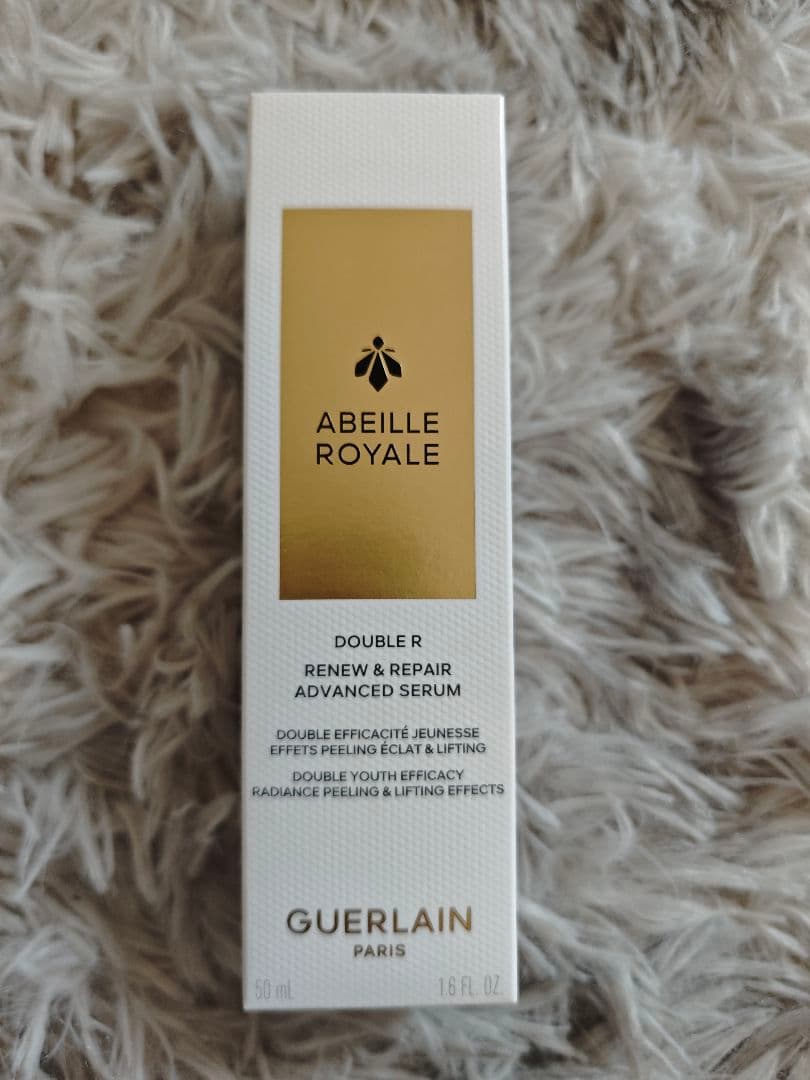 ABEILLE
ROYALE
DOUBLE R
RENEW & REPAIR
ADVANCED SERUM
DOUBLE EFFICACITÉ JEUNESSE
EFFETS PEELING ÉCLAT & LIFTING
DOUBLE YOUTH EFFICACY
RADIANCE PEELING & LIFTING EFFECTS
GUERLAIN
PARIS
50 mL 1.6 FL. OZ.